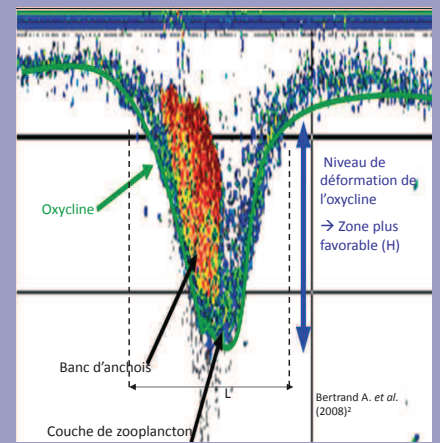 Niveau de
déformation de
l’oxycline
→ Zone plus
favorable (H)
Oxycline
Banc d’anchois
L
Bertrand A. et al.
(2008)²
Couche de zooplancton